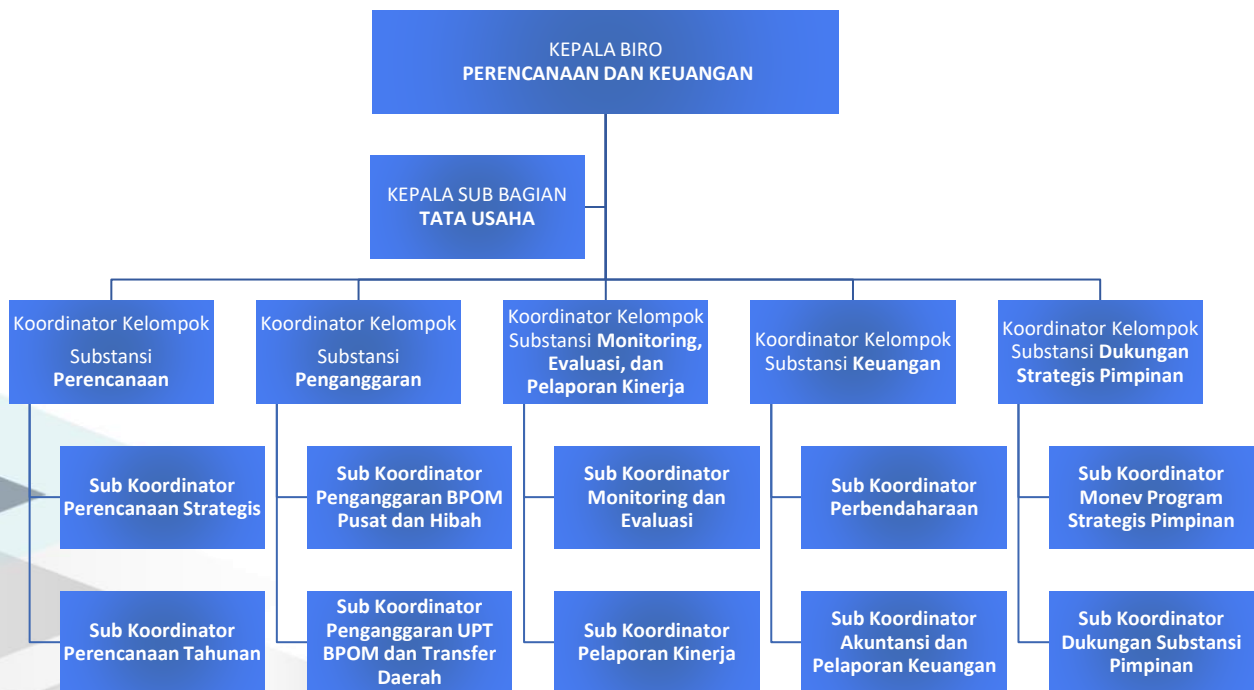 KEPALA BIRO
PERENCANAAN DAN KEUANGAN
KEPALA SUB BAGIAN
TATA USAHA
Koordinator Kelompok
Substansi
Perencanaan
Koordinator Kelompok
Substansi
Penganggaran
Koordinator Kelompok
Substansi Monitoring,
Evaluasi, dan
Pelaporan Kinerja
Koordinator Kelompok
Substansi Keuangan
Koordinator Kelompok
Substansi Dukungan
Strategis Pimpinan
Sub Koordinator
Perencanaan Strategis
Sub Koordinator
Penganggaran BPOM
Pusat dan Hibah
Sub Koordinator
Monitoring dan
Evaluasi
Sub Koordinator
Perbendaharaan
Sub Koordinator
Monev Program
Strategis Pimpinan
Sub Koordinator
Perencanaan Tahunan
Sub Koordinator
Penganggaran UPT
BPOM dan Transfer
Daerah
Sub Koordinator
Pelaporan Kinerja
Sub Koordinator
Akuntansi dan
Pelaporan Keuangan
Sub Koordinator
Dukungan Substansi
Pimpinan